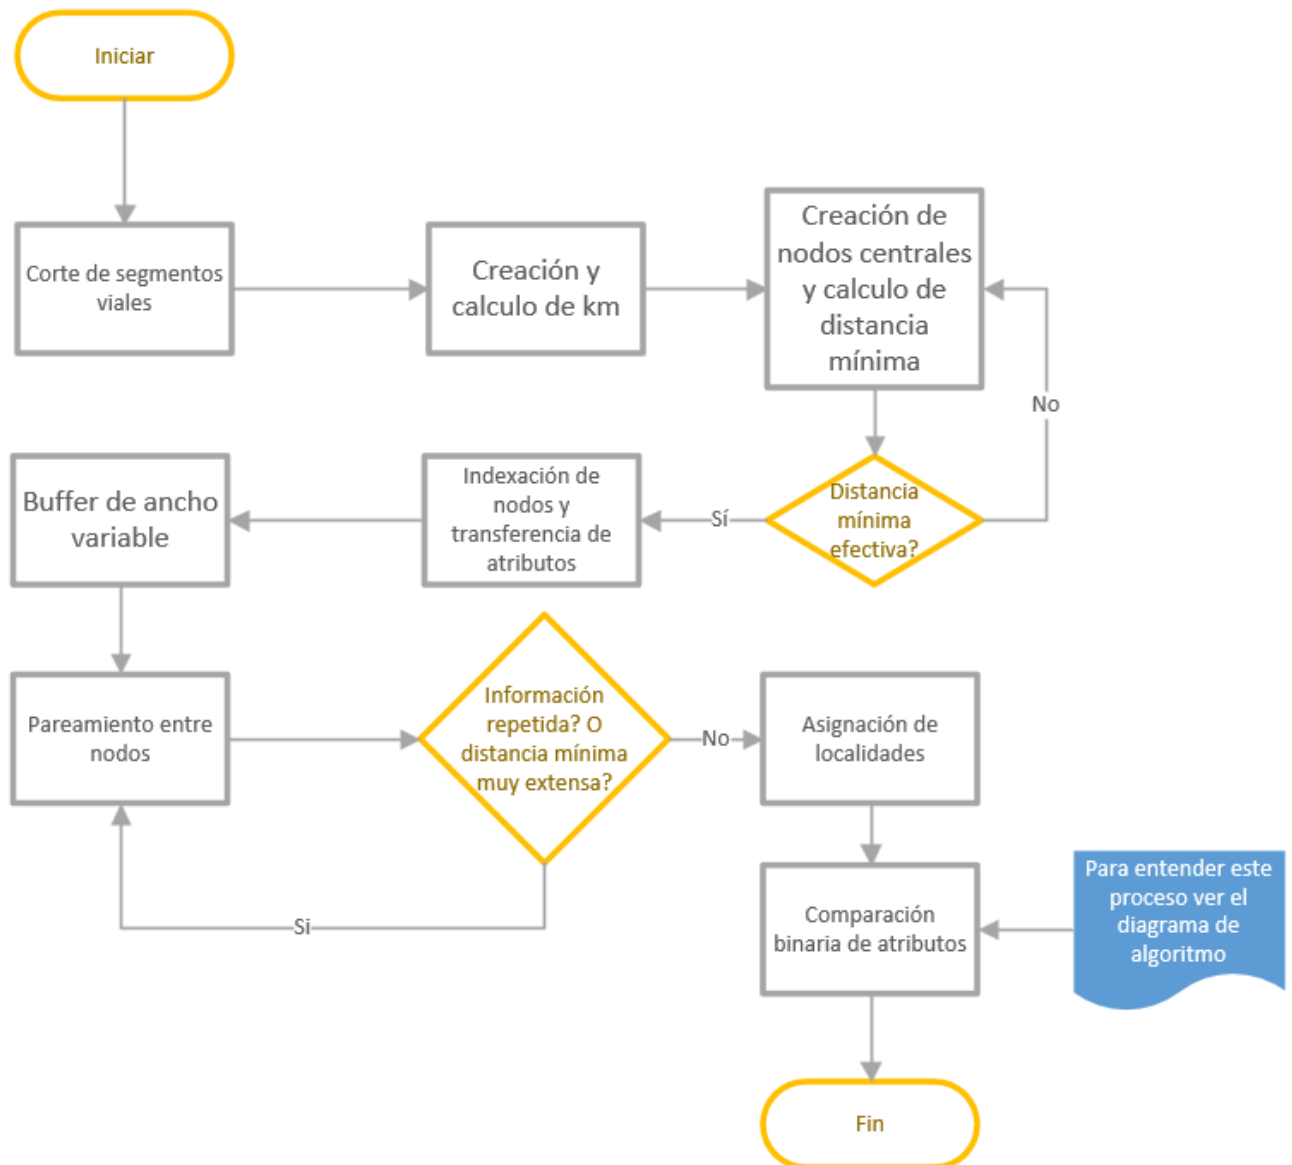 Iniciar
Corte de segmentos
viales
Creación y
calculo de km
Creación de
nodos centrales
y calculo de
distancia
mínima
No
Distancia
mínima
efectiva?
Sí
Indexación de
nodos y
transferencia de
atributos
Buffer de ancho
variable
Pareamiento entre
nodos
Información
repetida? O
distancia mínima
muy extensa?
Si
No
Asignación de
localidades
Comparación
binaria de atributos
Para entender este
proceso ver el
diagrama de
algoritmo
Fin